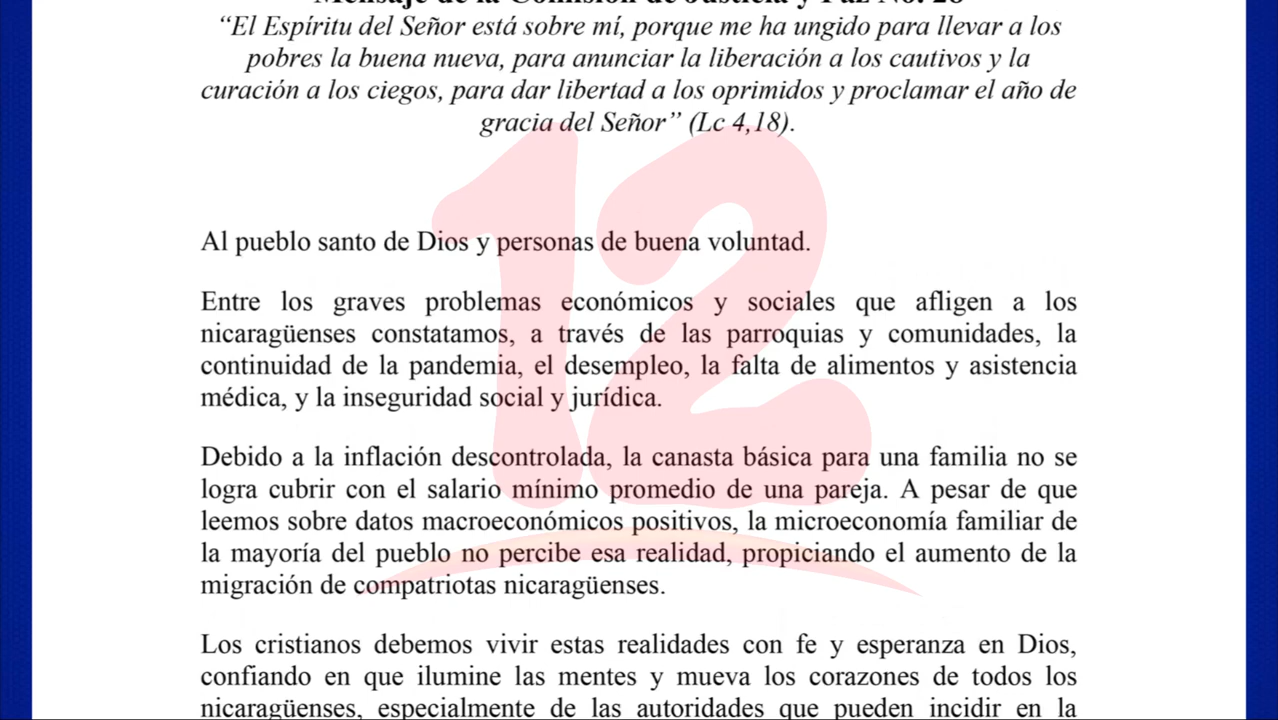 Mensaje de la Comisión de Justicia y Paz No. 28
“El Espíritu del Señor está sobre mí, porque me ha ungido para llevar a los
pobres la buena nueva, para anunciar la liberación a los cautivos y la
curación a los ciegos, para dar libertad a los oprimidos y proclamar el año de
gracia del Señor” (Lc 4,18).
12
Al pueblo santo de Dios y personas de buena voluntad.
Entre los graves problemas económicos y sociales que afligen a los
nicaragüenses constatamos, a través de las parroquias y comunidades, la
continuidad de la pandemia, el desempleo, la falta de alimentos y asistencia
médica, y la inseguridad social y jurídica.
Debido a la inflación descontrolada, la canasta básica para una familia no se
logra cubrir con el salario mínimo promedio de una pareja. A pesar de que
leemos sobre datos macroeconómicos positivos, la microeconomía familiar de
la mayoría del pueblo no percibe esa realidad, propiciando el aumento de la
migración de compatriotas nicaragüenses.
Los cristianos debemos vivir estas realidades con fe y esperanza en Dios,
confiando en que ilumine las mentes y mueva los corazones de todos los
nicaragüenses, especialmente de las autoridades que pueden incidir en la